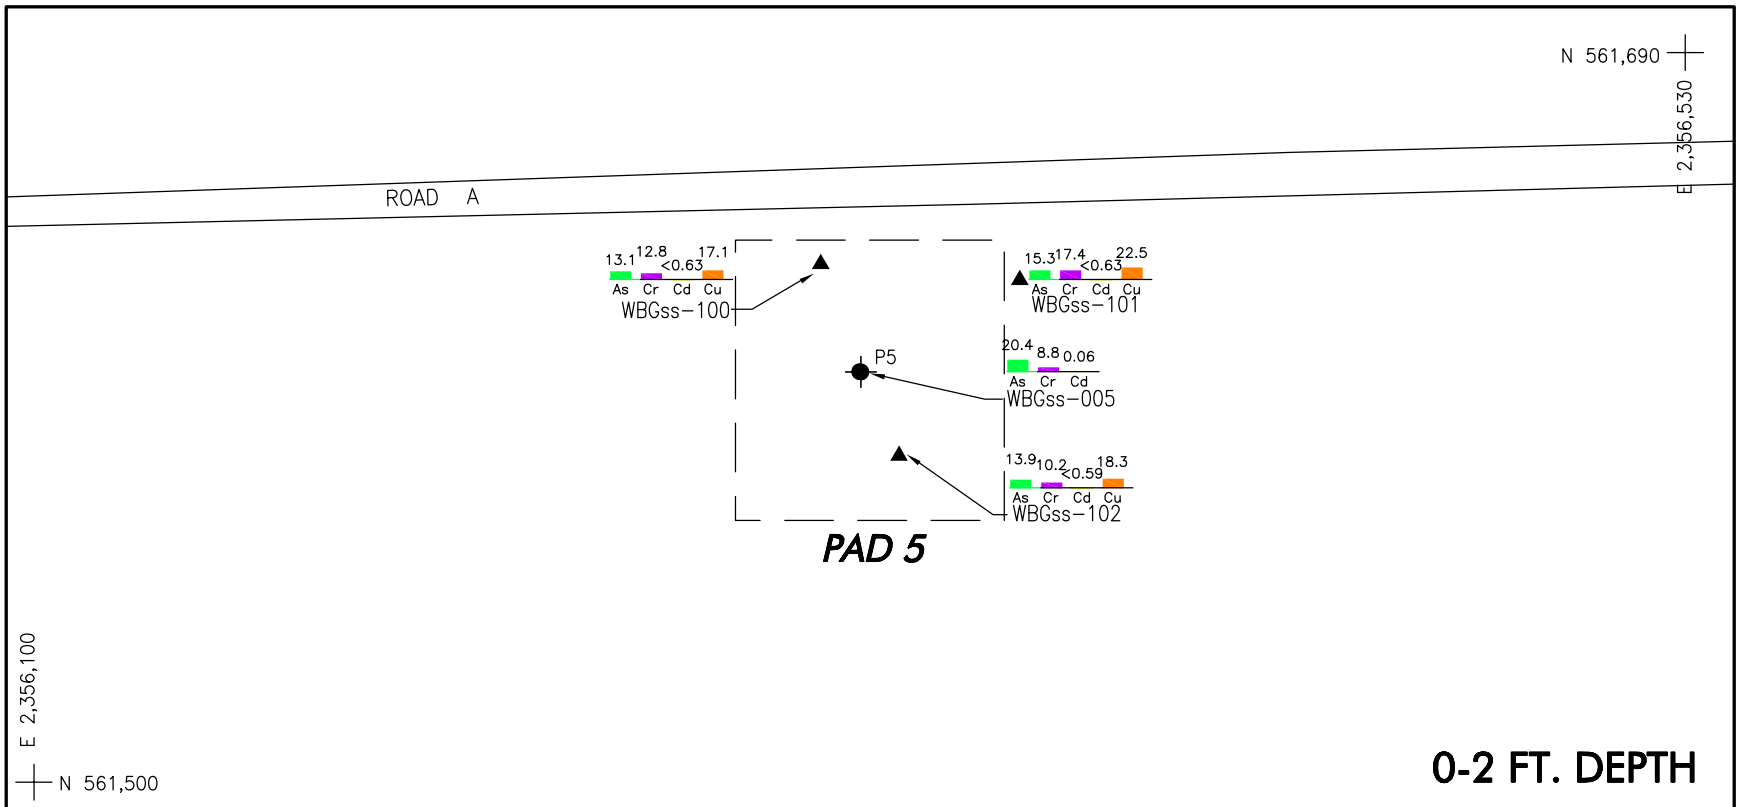 N 561,690
E 2,356,530
ROAD A
13.1 12.8 <0.63 17.1
As Cr Cd Cu
WBGss-100
15.3 17.4 <0.63 22.5
As Cr Cd Cu
WBGss-101
P5
20.4 8.8 0.06
As Cr Cd
WBGss-005
13.9 10.2 <0.59 18.3
As Cr Cd Cu
WBGss-102
PAD 5
E 2,356,100
N 561,500
0-2 FT. DEPTH